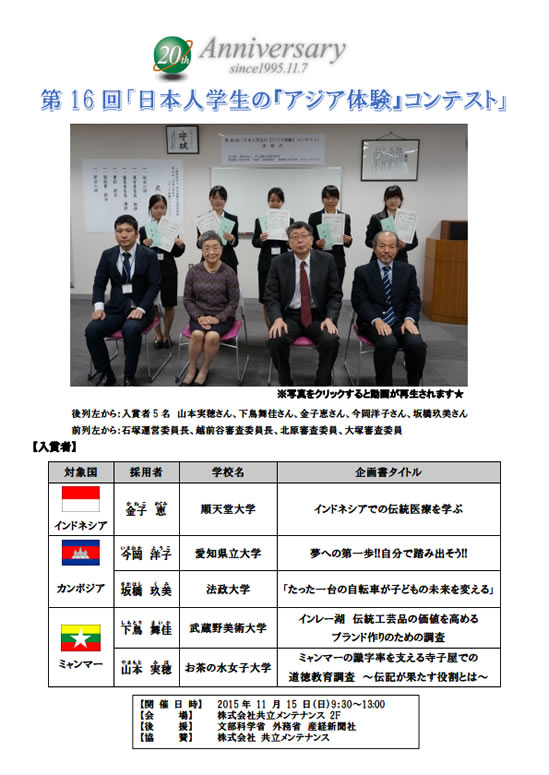 20th Anniversary
since1995.11.7
第16回「日本人学生の『アジア体験』コンテスト」
※写真をクリックすると動画が再生されます★
後列左から:入賞者5名 山本実穂さん、下鳥舞佳さん、金子恵さん、今岡洋子さん、坂橋玖美さん
前列左から:石塚運営委員長、越前谷審査委員長、北原審査委員、大塚審査委員
【入賞者】
対象国 採用者 学校名 企画書タイトル
インドネシア 金子 恵 順天堂大学 インドネシアでの伝統医療を学ぶ
カンボジア
今岡 洋子 愛知県立大学 夢への第一歩!!自分で踏み出そう!!
坂橋 玖美 法政大学 「たった一台の自転車が子どもの未来を変える」
ミャンマー
下鳥 舞佳 武蔵野美術大学 インレー湖 伝統工芸品の価値を高める
ブランド作りのための調査
山本 実穂 お茶の水女子大学 ミャンマーの識字率を支える寺子屋での
道徳教育調査 ～伝記が果たす役割とは～
【開催日時】 2015年11月15日(日)9:30～13:00
【会場】 株式会社共立メンテナンス 2F
【後援】 文部科学省 外務省 産経新聞社
【協賛】 株式会社 共立メンテナンス